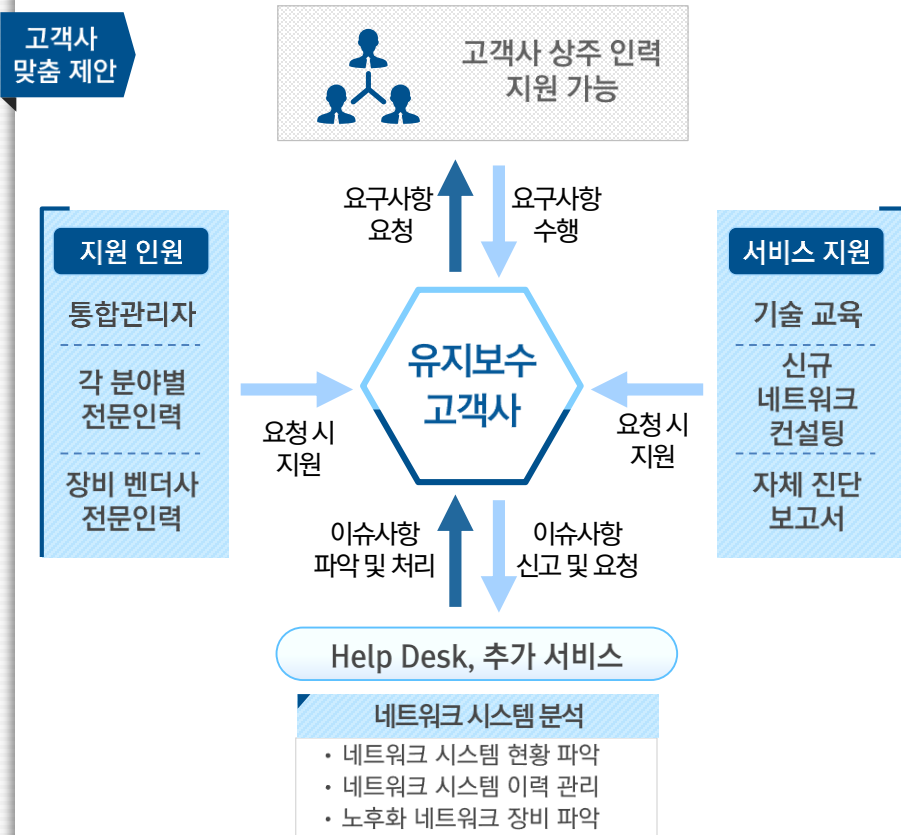 고객사
맞춤 제안
고객사 상주 인력
지원 가능
요구사항
요청
요구사항
수행
지원 인원
통합관리자
각 분야별
전문인력
장비 벤더사
전문인력
요청 시
지원
유지보수
고객사
요청 시
지원
서비스 지원
기술 교육
신규
네트워크
컨설팅
자체 진단
보고서
이슈사항
파악 및 처리
이슈사항
신고 및 요청
Help Desk, 추가 서비스
네트워크 시스템 분석
• 네트워크 시스템 현황 파악
• 네트워크 시스템 이력 관리
• 노후화 네트워크 장비 파악